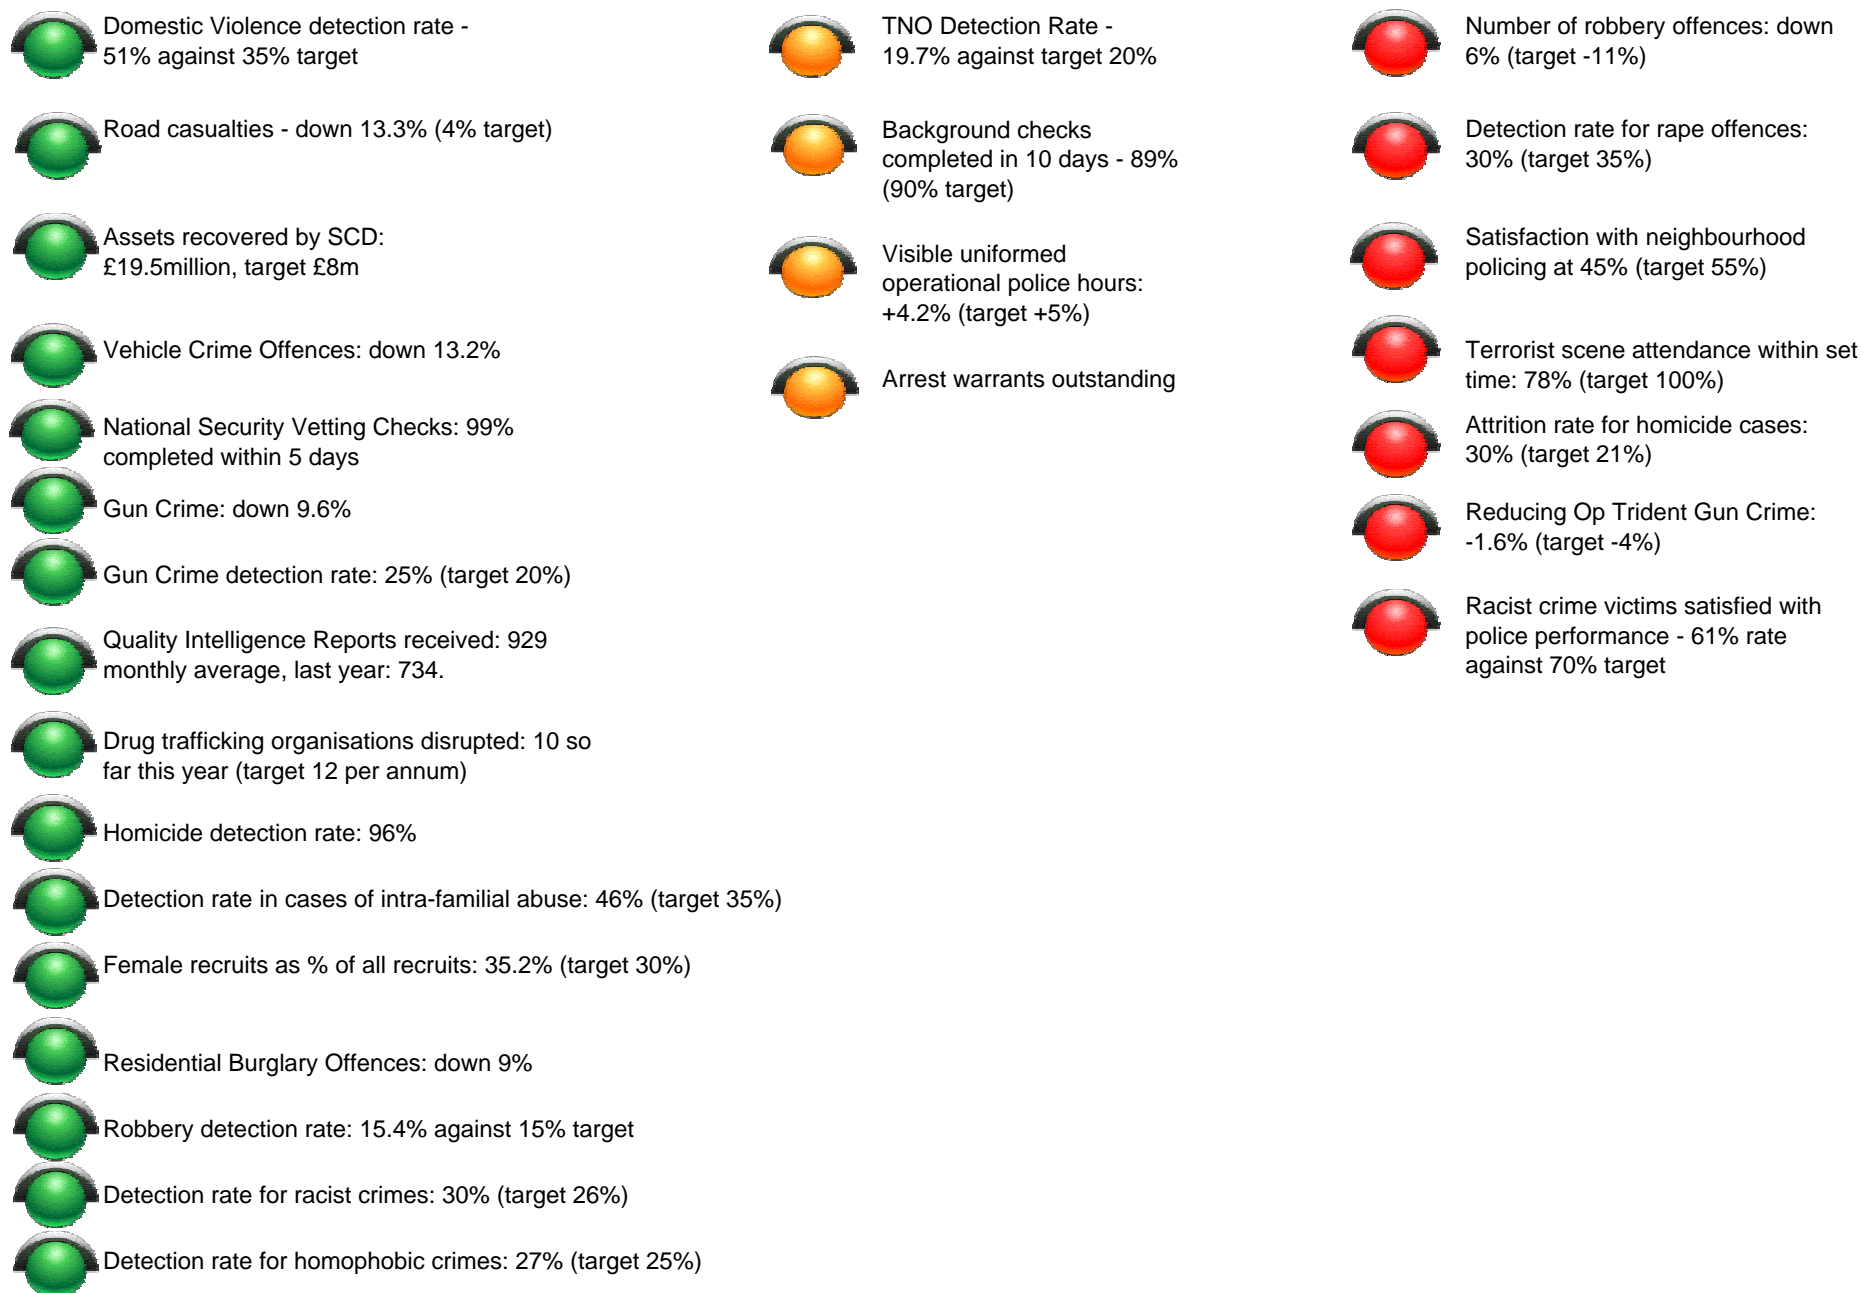 Domestic Violence detection rate -
51% against 35% target
Road casualties - down 13.3% (4% target)
Assets recovered by SCD:
£19.5million, target £8m
Vehicle Crime Offences: down 13.2%
National Security Vetting Checks: 99%
completed within 5 days
Gun Crime: down 9.6%
Gun Crime detection rate: 25% (target 20%)
Quality Intelligence Reports received: 929
monthly average, last year: 734.
Drug trafficking organisations disrupted: 10 so
far this year (target 12 per annum)
Homicide detection rate: 96%
Detection rate in cases of intra-familial abuse: 46% (target 35%)
Female recruits as % of all recruits: 35.2% (target 30%)
Residential Burglary Offences: down 9%
Robbery detection rate: 15.4% against 15% target
Detection rate for racist crimes: 30% (target 26%)
Detection rate for homophobic crimes: 27% (target 25%)
TNO Detection Rate -
19.7% against target 20%
Background checks
completed in 10 days - 89%
(90% target)
Visible uniformed
operational police hours:
+4.2% (target +5%)
Arrest warrants outstanding
Number of robbery offences: down
6% (target -11%)
Detection rate for rape offences:
30% (target 35%)
Satisfaction with neighbourhood
policing at 45% (target 55%)
Terrorist scene attendance within set
time: 78% (target 100%)
Attrition rate for homicide cases:
30% (target 21%)
Reducing Op Trident Gun Crime:
-1.6% (target -4%)
Racist crime victims satisfied with
police performance - 61% rate
against 70% target